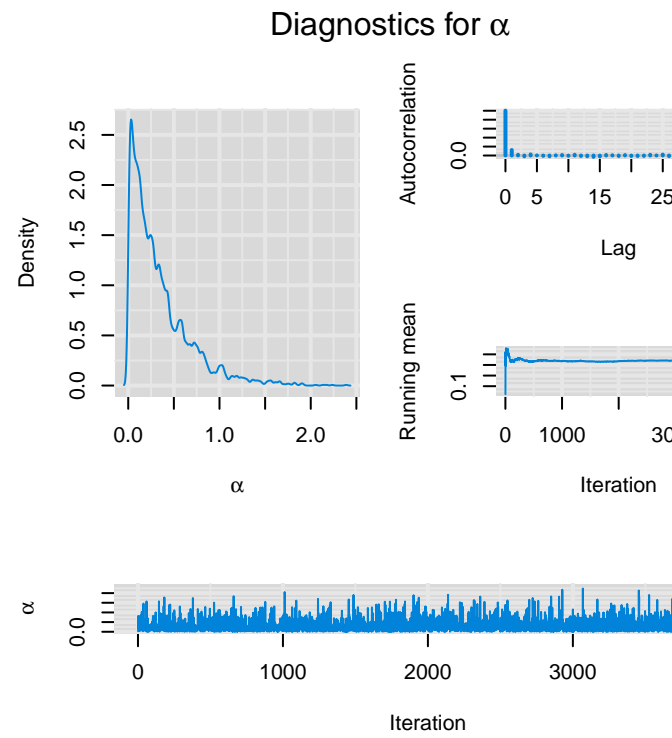 Diagnostics for α
Density
0.0 0.5 1.0 1.5 2.0 2.5
0.0 1.0 2.0
α
Autocorrelation
0.0
0 5 15 25
Lag
Running mean
0.1
0 1000 30
Iteration
α
0.0
0 1000 2000 3000
Iteration